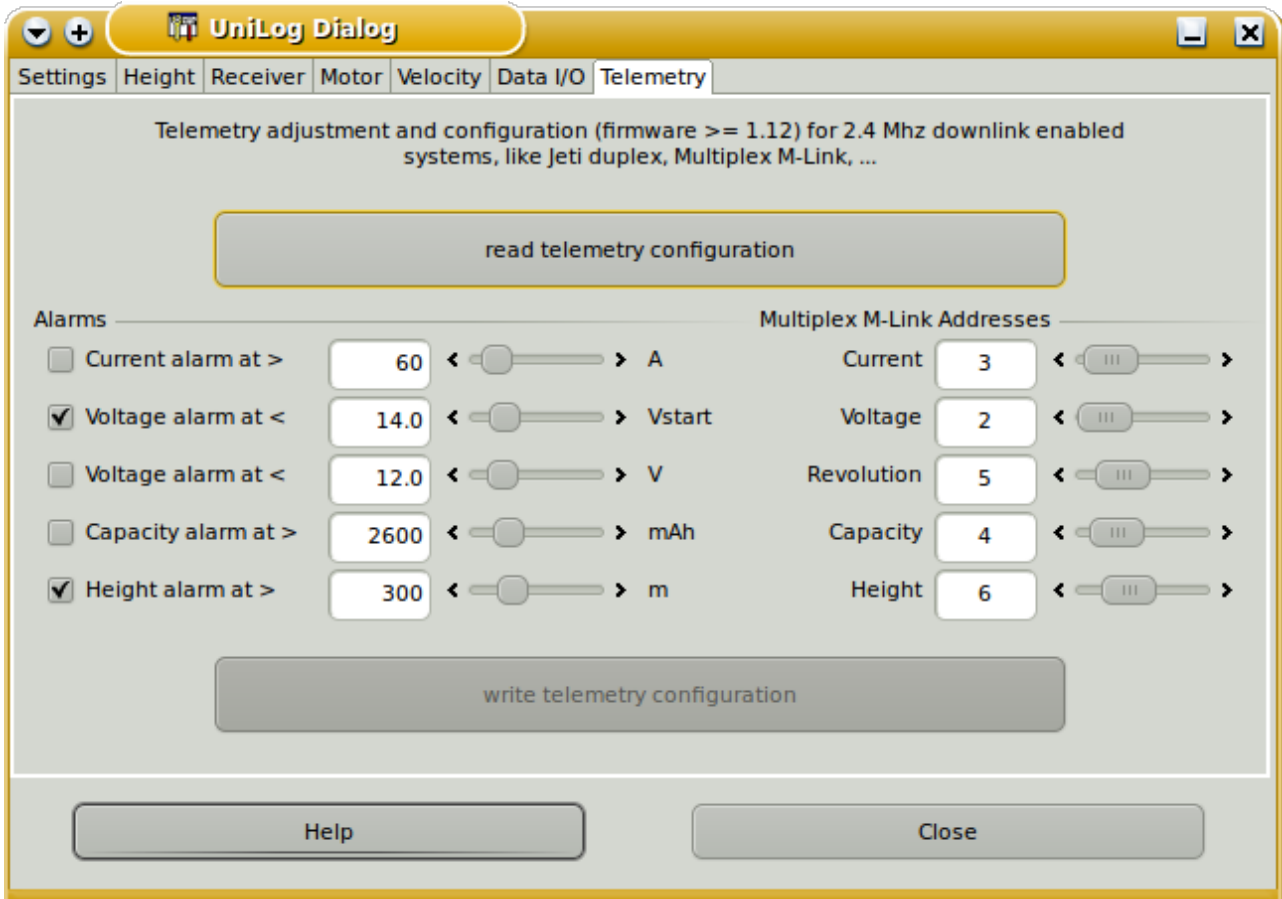 UniLog Dialog
Settings Height Receiver Motor Velocity Data I/O Telemetry
Telemetry adjustment and configuration (firmware >= 1.12) for 2.4 Mhz downlink enabled
systems, like Jeti duplex, Multiplex M-Link, ...
read telemetry configuration
Alarms Multiplex M-Link Addresses
Current alarm at > 60 A Current 3
Voltage alarm at < 14.0 Vstart Voltage 2
Voltage alarm at < 12.0 V Revolution 5
Capacity alarm at > 2600 mAh Capacity 4
Height alarm at > 300 m Height 6
write telemetry configuration
Help Close